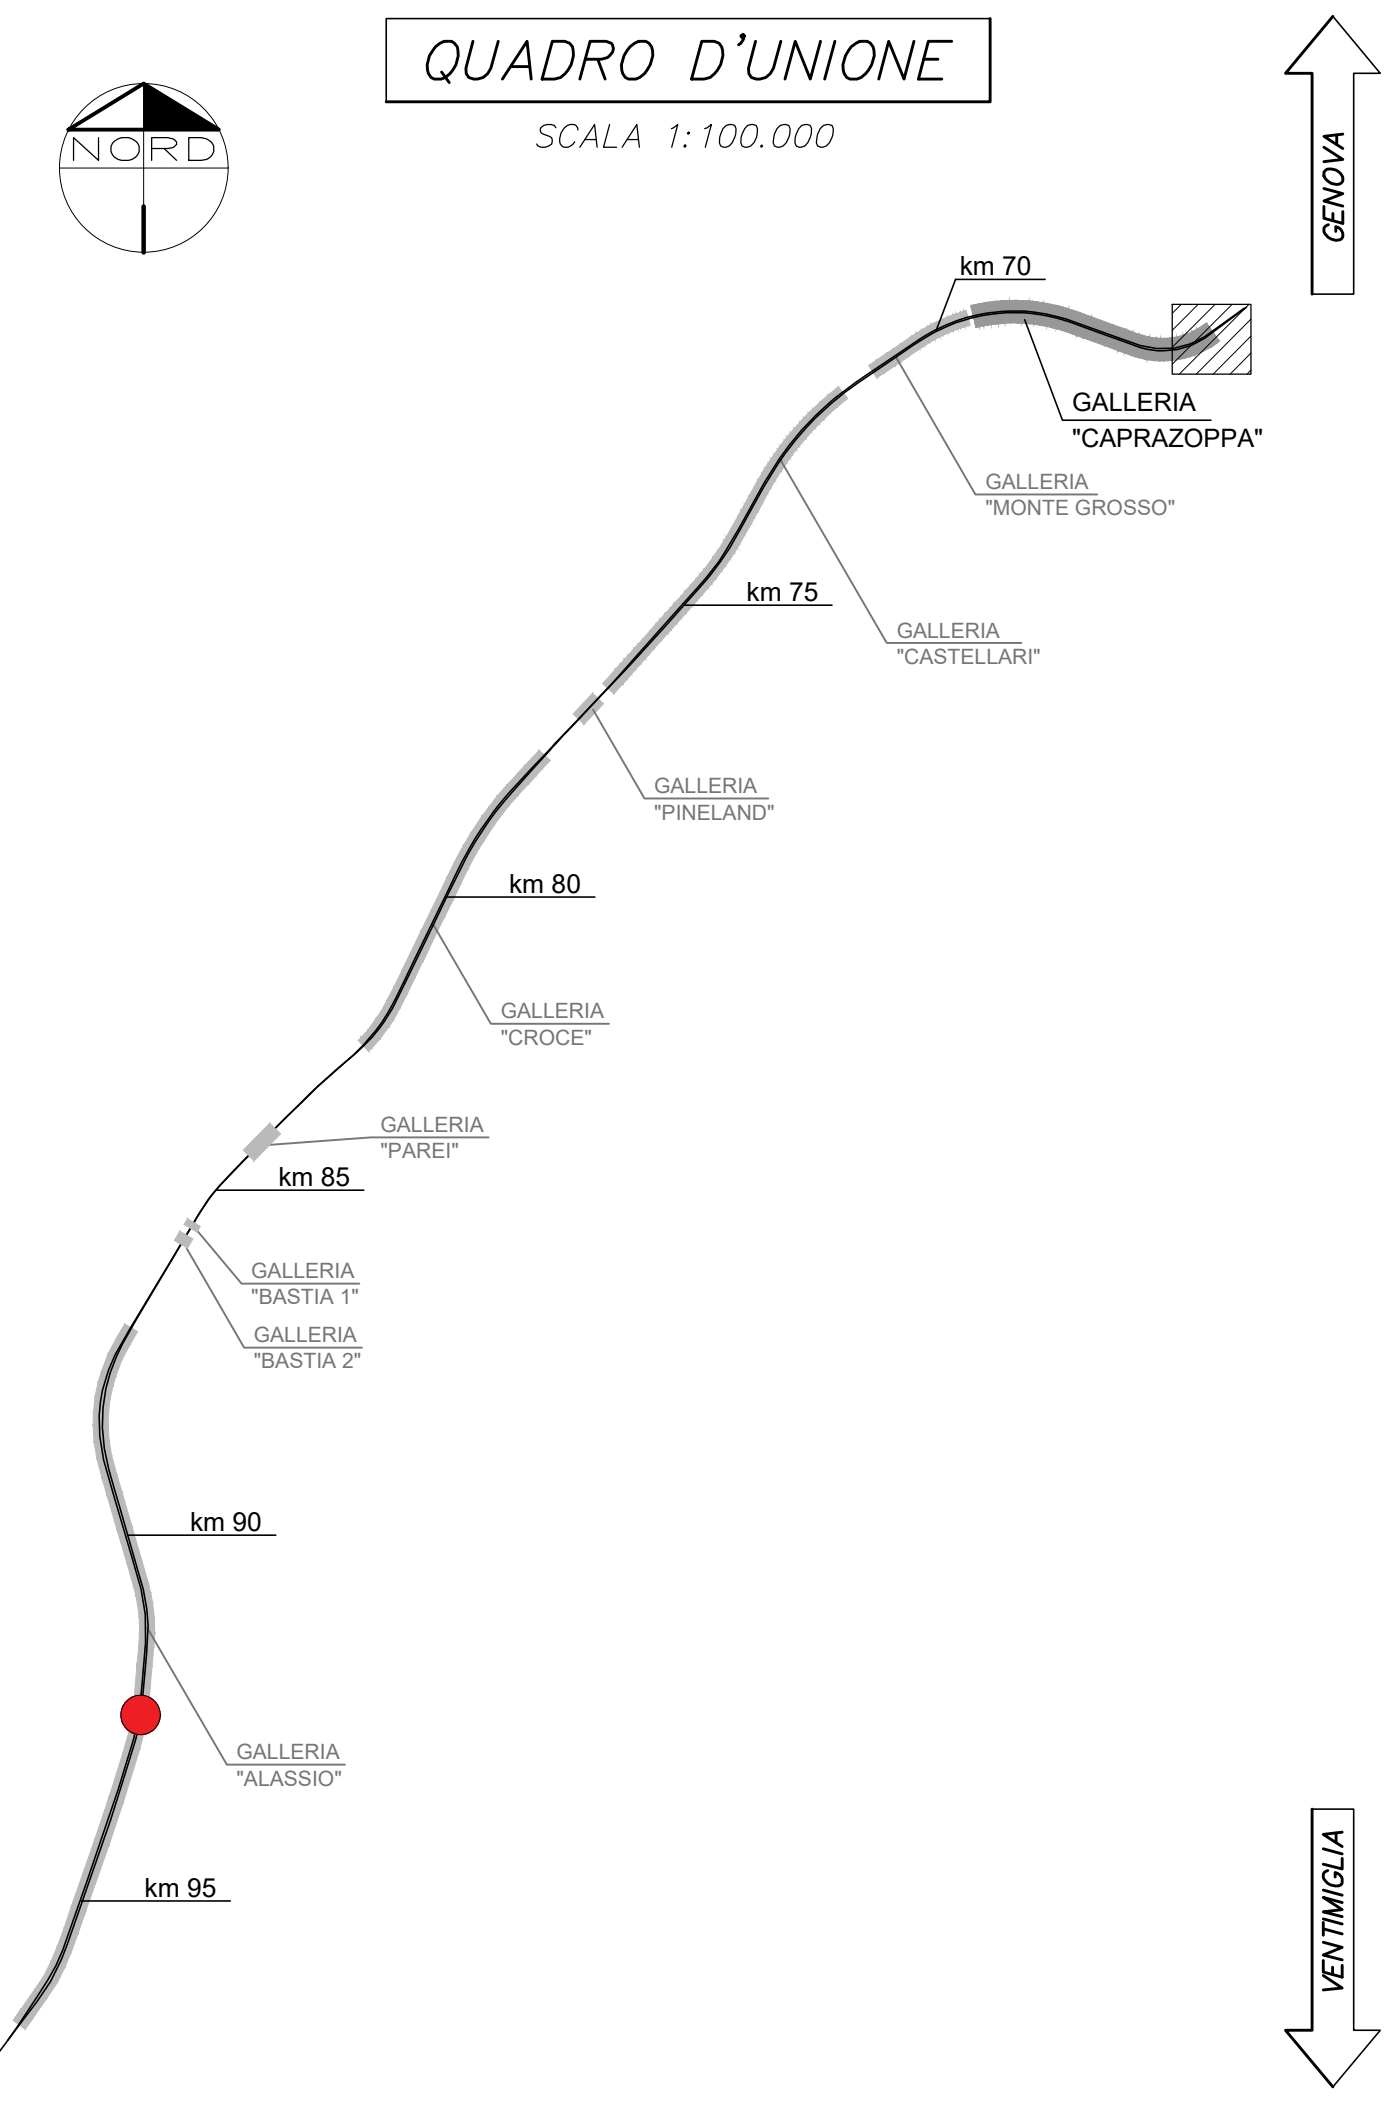 QUADRO D'UNIONE
SCALA 1:100.000
NORD
GENOVA
km 70
GALLERIA
"CAPRAZOPPA"
GALLERIA
"MONTE GROSSO"
km 75
GALLERIA
"CASTELLARI"
GALLERIA
"PINELAND"
km 80
GALLERIA
"CROCE"
GALLERIA
"PAREI"
km 85
GALLERIA
"BASTIA 1"
GALLERIA
"BASTIA 2"
km 90
GALLERIA
"ALASSIO"
km 95
VENTIMIGLIA